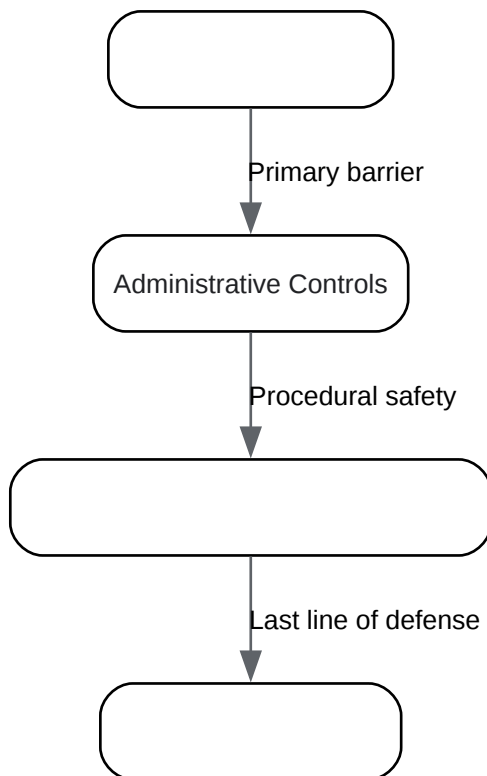 Primary barrier
Administrative Controls
Procedural safety
Last line of defense